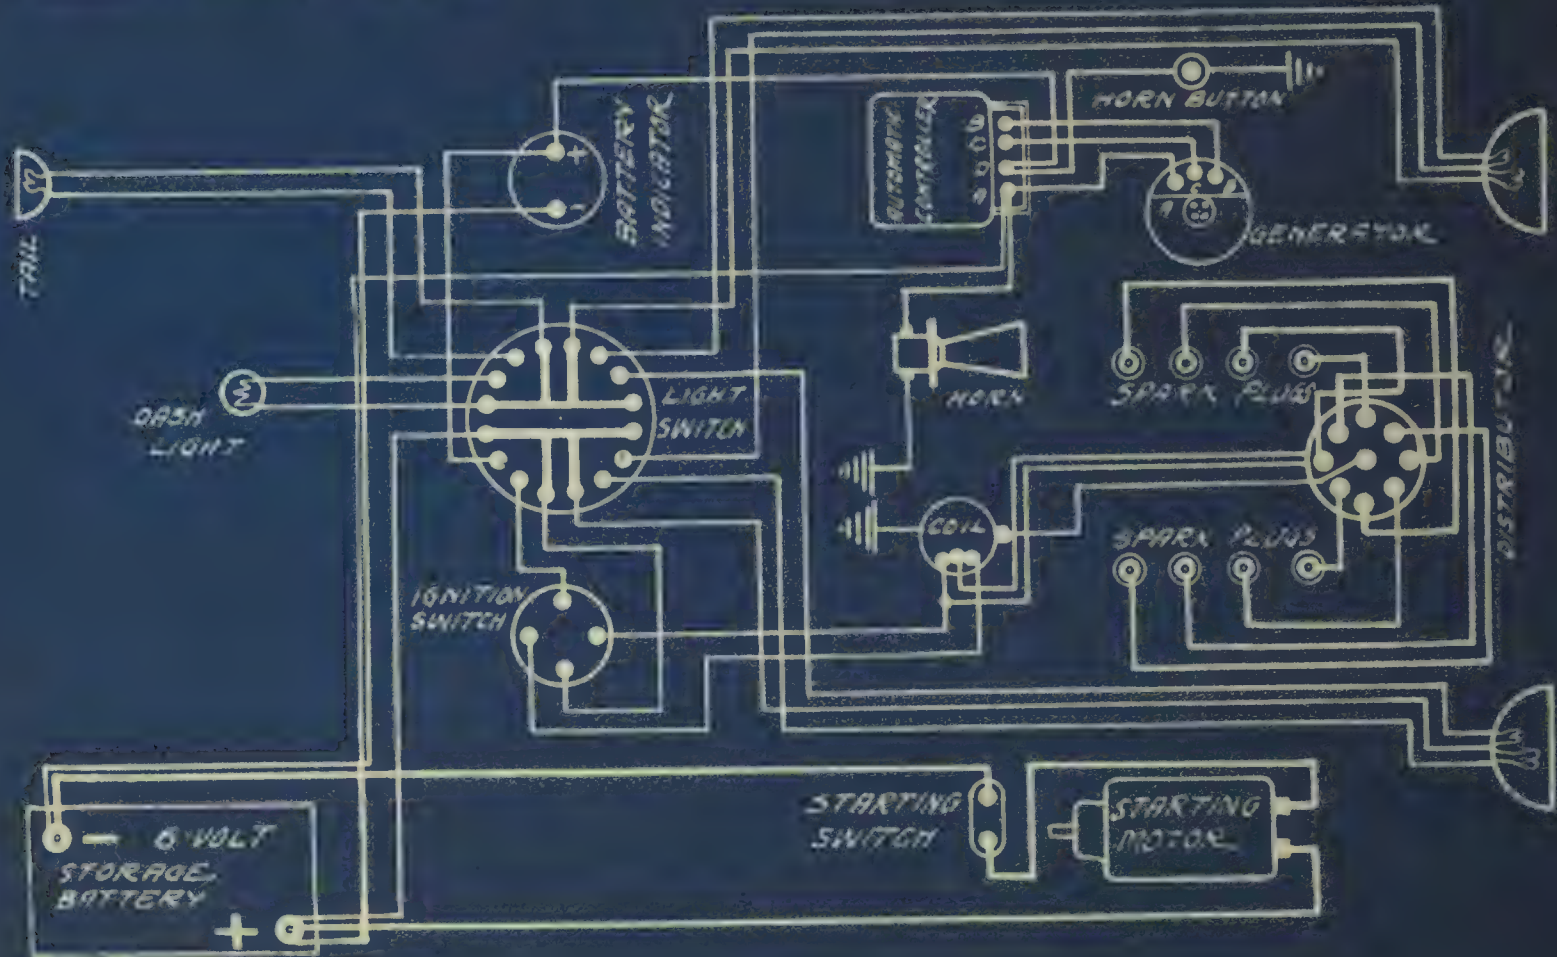 TAIL
BATTERY
INDICATOR
+
-
AUTOMATIC
CONTROLLER
HORN BUTTON
GENERATOR
DASH
LIGHT
LIGHT
SWITCH
HORN
SPARK PLUGS
DISTRIBUTOR
COIL
SPARK PLUGS
IGNITION
SWITCH
STARTING
SWITCH
STARTING
MOTOR
- 6-VOLT
STORAGE
BATTERY
+